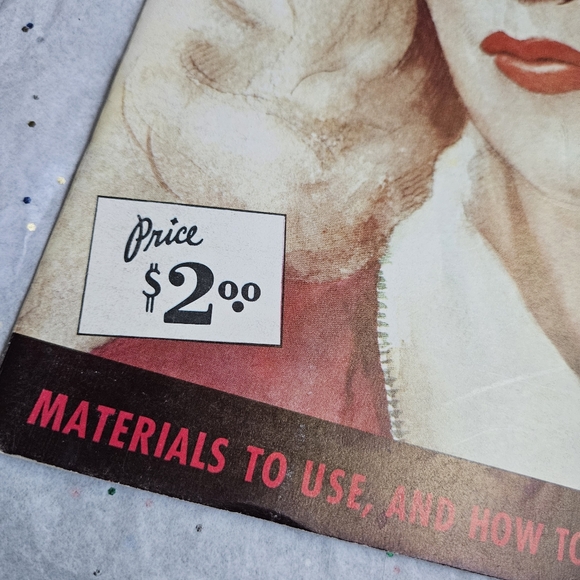 Price
$2.00
MATERIALS TO USE, AND HOW TO